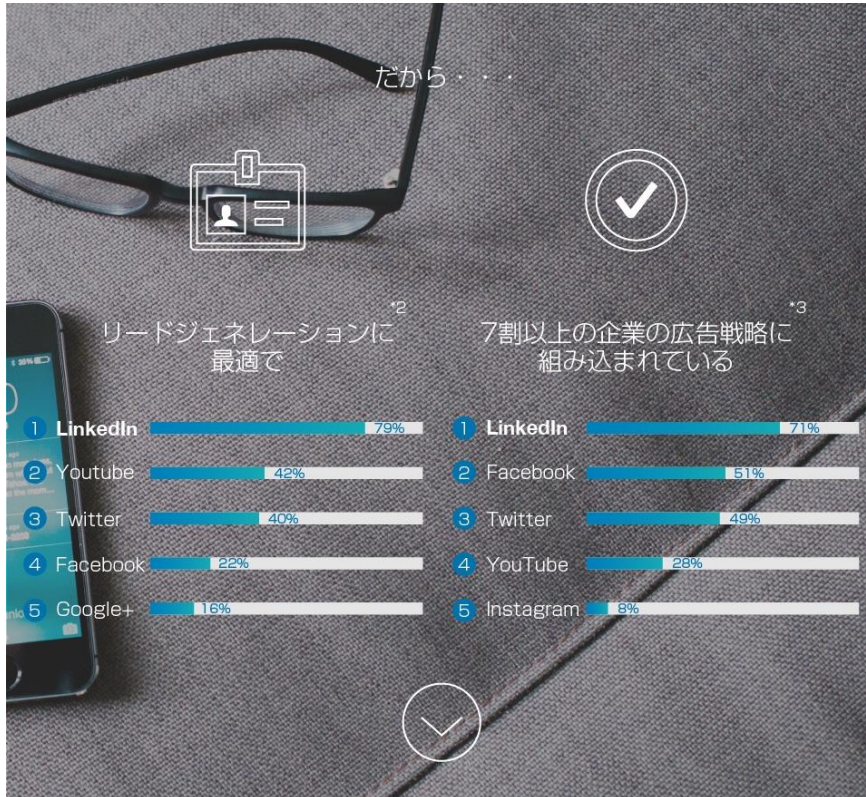 だから・・・
*2
リードジェネレーションに
最適で
1 LinkedIn 79%
2 Youtube 42%
3 Twitter 40%
4 Facebook 22%
5 Google+ 16%
*3
7割以上の企業の広告戦略に
組み込まれている
1 LinkedIn 71%
2 Facebook 51%
3 Twitter 49%
4 YouTube 28%
5 Instagram 8%
35%